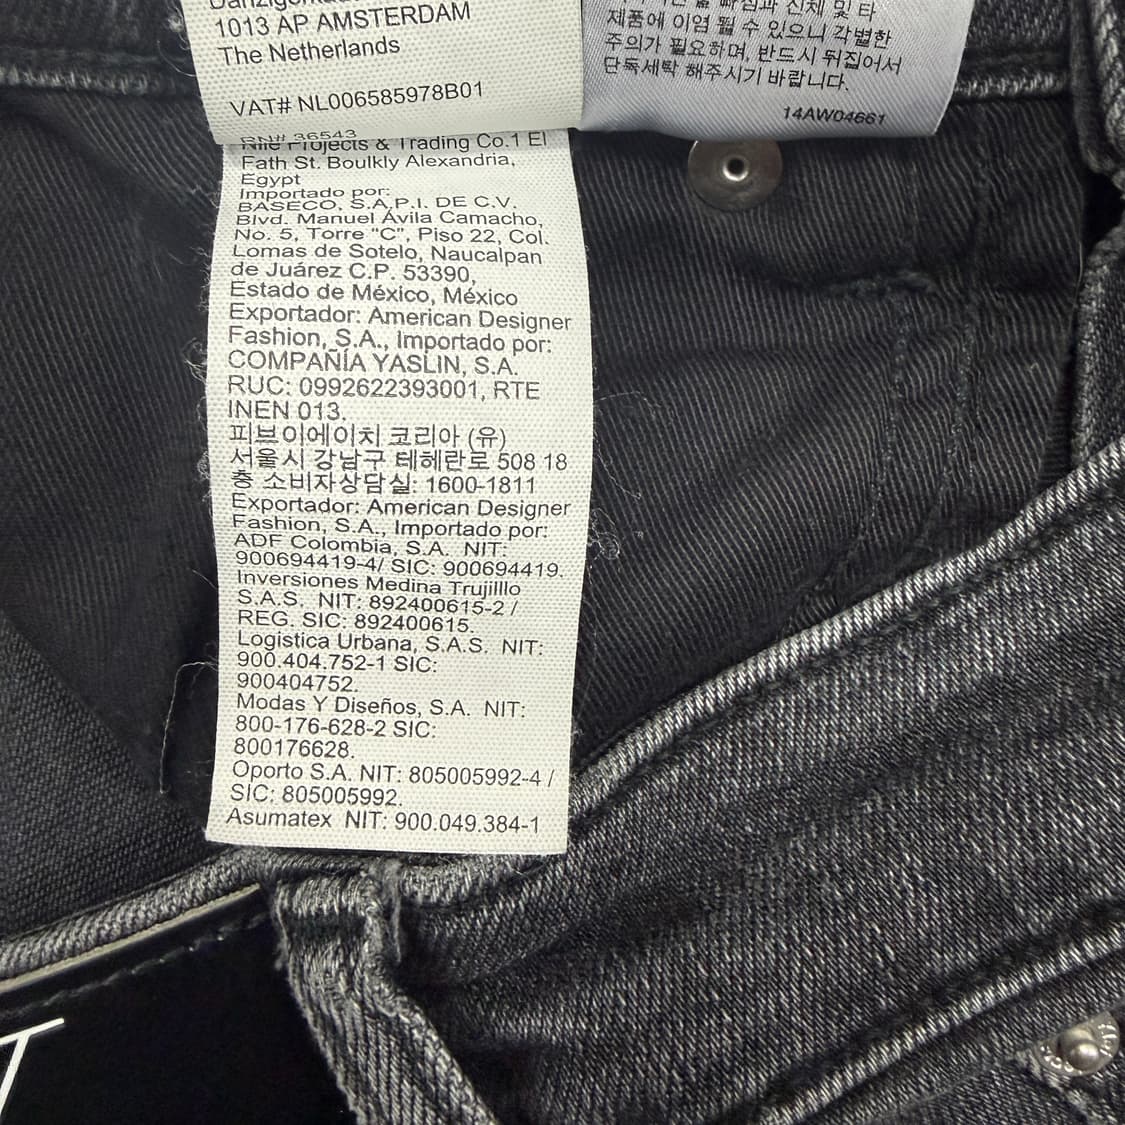 1013 AP AMSTERDAM
The Netherlands
VAT# NL006585978B01
제품에 이염 될 수 있으니 각별한
주의가 필요하며, 반드시 뒤집어서
단독세탁 해주시기 바랍니다.
14AW04661
RN# 36543
Nile Projects & Trading Co.1 El
Fath St. Boulkly Alexandria,
Egypt
Importado por:
BASECO, S.A.P.I. DE C.V.
Blvd. Manuel Ávila Camacho,
No. 5, Torre "C", Piso 22, Col.
Lomas de Sotelo, Naucalpan
de Juárez C.P. 53390,
Estado de México, México
Exportador: American Designer
Fashion, S.A., Importado por:
COMPAÑÍA YASLIN, S.A.
RUC: 0992622393001, RTE
INEN 013.
피브이에이치 코리아 (유)
서울시 강남구 테헤란로 508 18
층 소비자상담실: 1600-1811
Exportador: American Designer
Fashion, S.A., Importado por:
ADF Colombia, S.A. NIT:
900694419-4/ SIC: 900694419.
Inversiones Medina Trujilllo
S.A.S. NIT: 892400615-2 /
REG. SIC: 892400615.
Logistica Urbana, S.A.S. NIT:
900.404.752-1 SIC:
900404752.
Modas Y Diseños, S.A. NIT:
800-176-628-2 SIC:
800176628.
Oporto S.A. NIT: 805005992-4 /
SIC: 805005992.
Asumatex NIT: 900.049.384-1